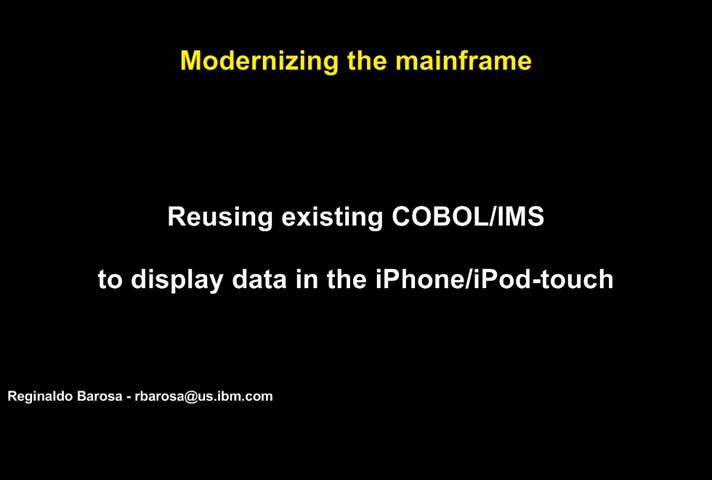 Modernizing the mainframe
Reusing existing COBOL/IMS
to display data in the iPhone/iPod-touch
Reginaldo Barosa - rbarosa@us.ibm.com